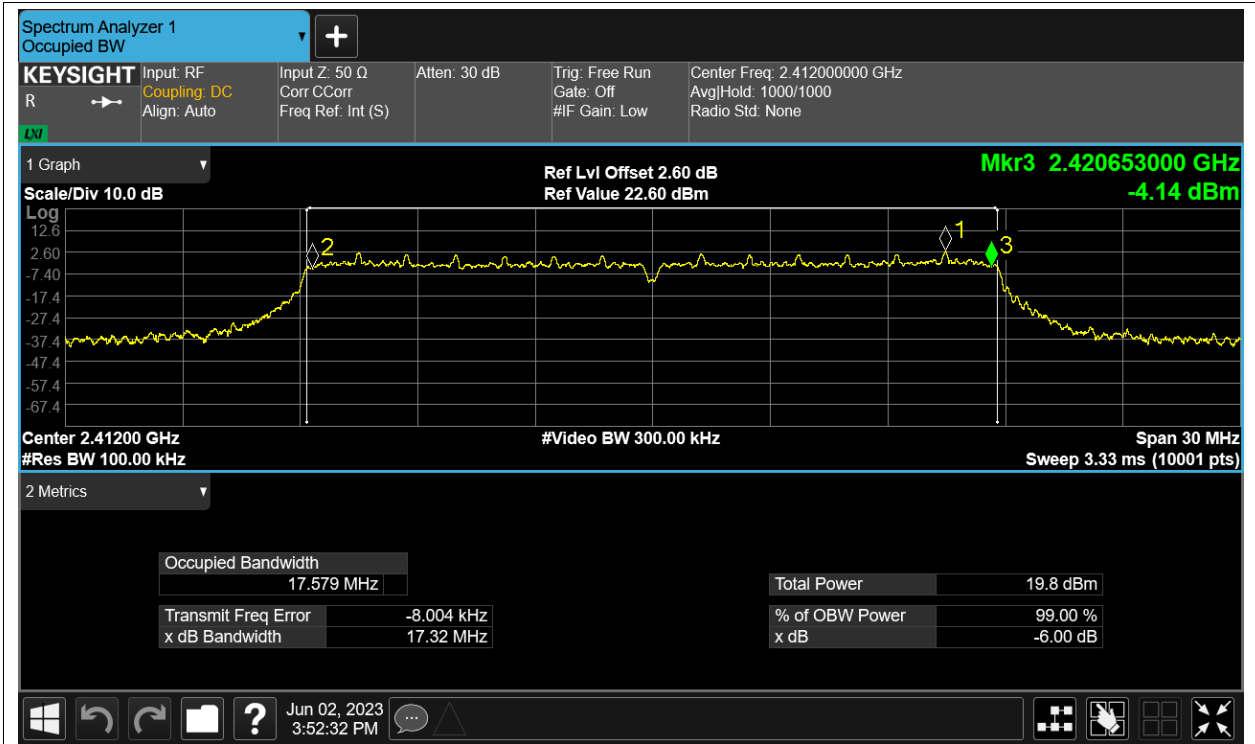 Spectrum Analyzer 1
Occupied BW
KEYSIGHT
R
LXI
Input: RF
Coupling: DC
Align: Auto
Input Z: 50 Ω
Corr CCorr
Freq Ref: Int (S)
Atten: 30 dB
Trig: Free Run
Gate: Off
#IF Gain: Low
Center Freq: 2.412000000 GHz
Avg|Hold: 1000/1000
Radio Std: None
1 Graph
Scale/Div 10.0 dB
Ref Lvl Offset 2.60 dB
Ref Value 22.60 dBm
Mkr3 2.420653000 GHz
-4.14 dBm
Log
12.6
2.60
-7.40
-17.4
-27.4
-37.4
-47.4
-57.4
-67.4
2
1
3
Center 2.41200 GHz
#Video BW 300.00 kHz
Span 30 MHz
#Res BW 100.00 kHz
Sweep 3.33 ms (10001 pts)
2 Metrics
Occupied Bandwidth
17.579 MHz
Total Power 19.8 dBm
Transmit Freq Error -8.004 kHz
% of OBW Power 99.00 %
x dB Bandwidth 17.32 MHz
x dB -6.00 dB
?
Jun 02, 2023
3:52:32 PM